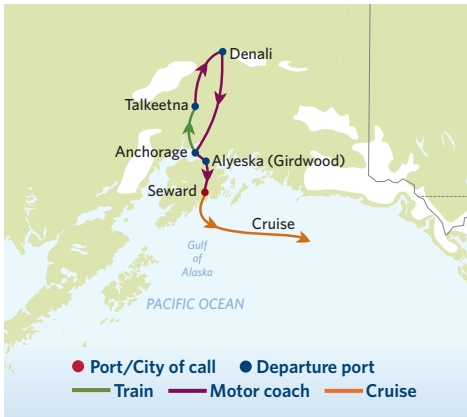 Denali
Talkeetna
Anchorage
Alyeska (Girdwood)
Seward
Cruise
Gulf
of
Alaska
PACIFIC OCEAN
Port/City of call Departure port
Train Motor coach Cruise